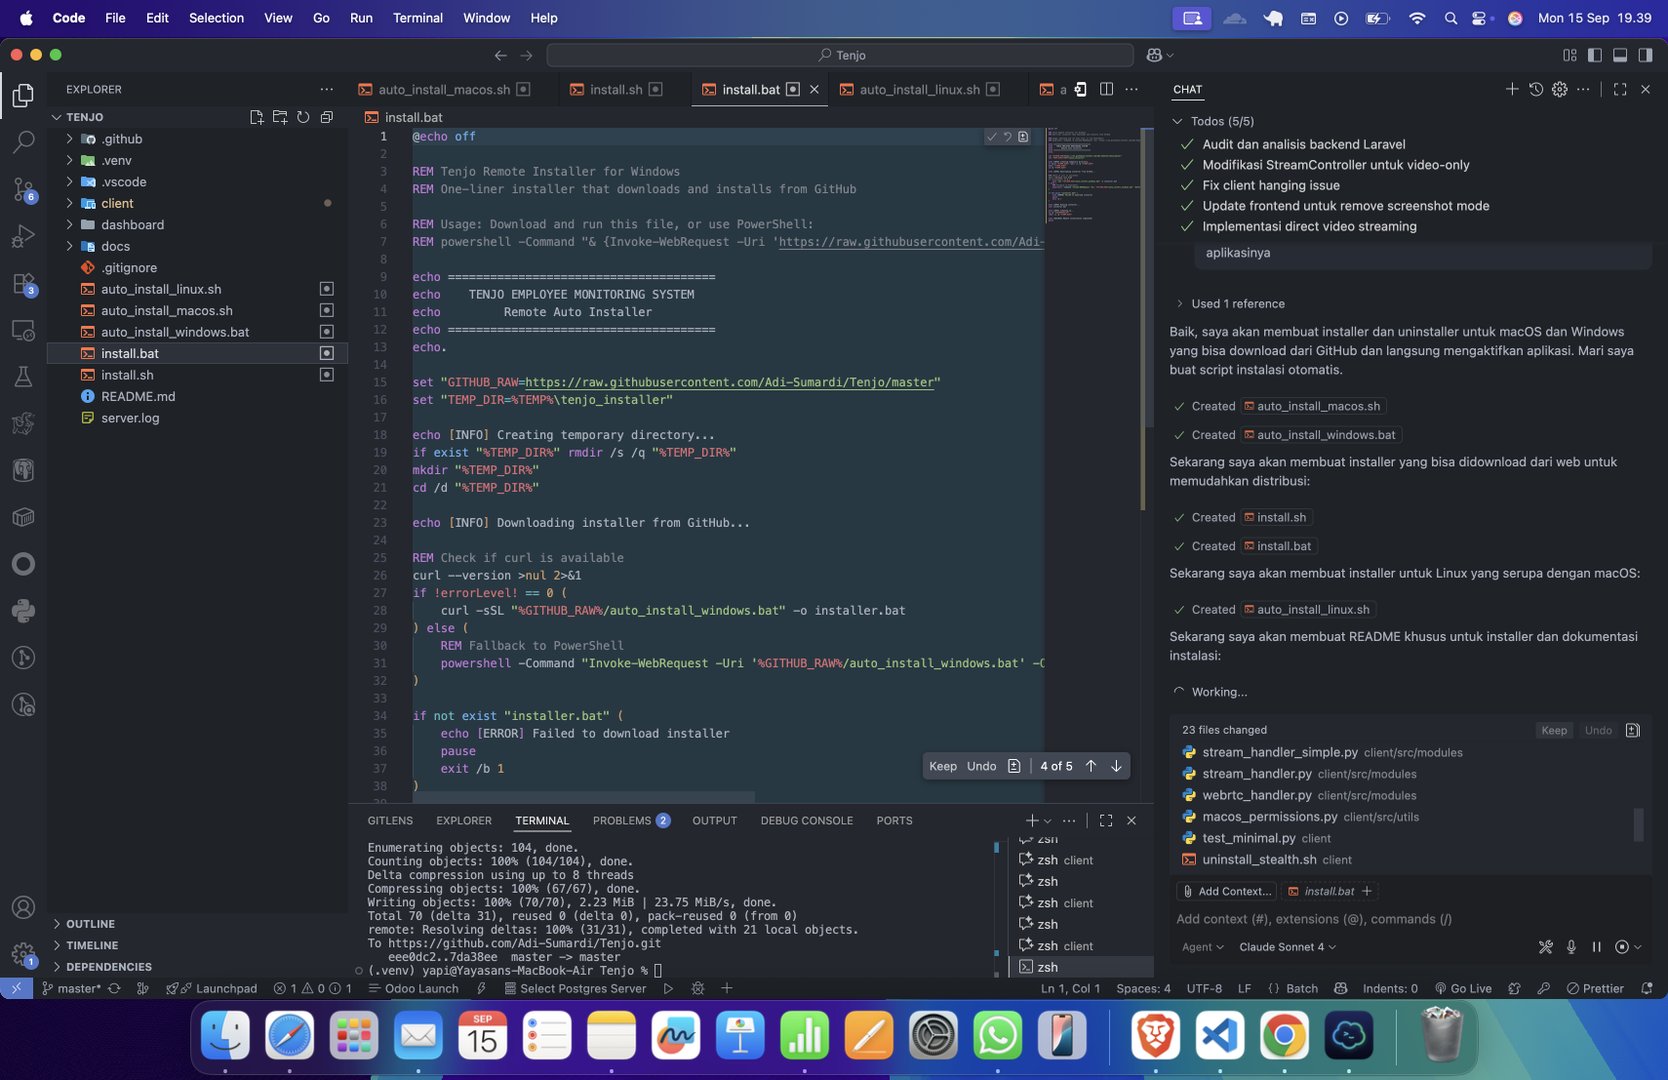 Code File Edit Selection View Go Run Terminal Window Help Mon 15 Sep 19.39
Tenjo
EXPLORER
TENJO
.github
.venv
.vscode
client
dashboard
docs
.gitignore
auto_install_linux.sh
auto_install_macos.sh
auto_install_windows.bat
install.bat
install.sh
README.md
server.log
OUTLINE
TIMELINE
DEPENDENCIES
6
3
1
auto_install_macos.sh install.sh install.bat auto_install_linux.sh a
install.bat
1 @echo off
2
3 REM Tenjo Remote Installer for Windows
4 REM One-liner installer that downloads and installs from GitHub
5
6 REM Usage: Download and run this file, or use PowerShell:
7 REM powershell -Command "& {Invoke-WebRequest -Uri 'https://raw.githubusercontent.com/Adi-
8
9 echo ======================================
10 echo    TENJO EMPLOYEE MONITORING SYSTEM
11 echo         Remote Auto Installer
12 echo ======================================
13 echo.
14
15 set "GITHUB_RAW=https://raw.githubusercontent.com/Adi-Sumardi/Tenjo/master"
16 set "TEMP_DIR=%TEMP%\tenjo_installer"
17
18 echo [INFO] Creating temporary directory...
19 if exist "%TEMP_DIR%" rmdir /s /q "%TEMP_DIR%"
20 mkdir "%TEMP_DIR%"
21 cd /d "%TEMP_DIR%"
22
23 echo [INFO] Downloading installer from GitHub...
24
25 REM Check if curl is available
26 curl --version >nul 2>&1
27 if !errorLevel! == 0 (
28     curl -sSL "%GITHUB_RAW%/auto_install_windows.bat" -o installer.bat
29 ) else (
30     REM Fallback to PowerShell
31     powershell -Command "Invoke-WebRequest -Uri '%GITHUB_RAW%/auto_install_windows.bat' -O
32 )
33
34 if not exist "installer.bat" (
35     echo [ERROR] Failed to download installer
36     pause
37     exit /b 1
38 )
39
Keep Undo 4 of 5
GITLENS EXPLORER TERMINAL PROBLEMS 2 OUTPUT DEBUG CONSOLE PORTS
Enumerating objects: 104, done.
Counting objects: 100% (104/104), done.
Delta compression using up to 8 threads
Compressing objects: 100% (67/67), done.
Writing objects: 100% (70/70), 2.23 MiB | 23.75 MiB/s, done.
Total 70 (delta 31), reused 0 (delta 0), pack-reused 0 (from 0)
remote: Resolving deltas: 100% (31/31), completed with 21 local objects.
To https://github.com/Adi-Sumardi/Tenjo.git
   eee0dc2..7da38ee  master -> master
(.venv) yapi@Yayasans-MacBook-Air Tenjo %
zsh
zsh client
zsh
zsh client
zsh
zsh client
zsh
CHAT
Todos (5/5)
Audit dan analisis backend Laravel
Modifikasi StreamController untuk video-only
Fix client hanging issue
Update frontend untuk remove screenshot mode
Implementasi direct video streaming
aplikasinya
Used 1 reference
Baik, saya akan membuat installer dan uninstaller untuk macOS dan Windows
yang bisa download dari GitHub dan langsung mengaktifkan aplikasi. Mari saya
buat script instalasi otomatis.
Created auto_install_macos.sh
Created auto_install_windows.bat
Sekarang saya akan membuat installer yang bisa didownload dari web untuk
memudahkan distribusi:
Created install.sh
Created install.bat
Sekarang saya akan membuat installer untuk Linux yang serupa dengan macOS:
Created auto_install_linux.sh
Sekarang saya akan membuat README khusus untuk installer dan dokumentasi
instalasi:
Working...
23 files changed Keep Undo
stream_handler_simple.py client/src/modules
stream_handler.py client/src/modules
webrtc_handler.py client/src/modules
macos_permissions.py client/src/utils
test_minimal.py client
uninstall_stealth.sh client
Add Context... install.bat
Add context (#), extensions (@), commands (/)
Agent Claude Sonnet 4
master* Launchpad 1 0 1 Odoo Launch Select Postgres Server Ln 1, Col 1 Spaces: 4 UTF-8 LF {} Batch Indents: 0 Go Live Prettier
SEP
15